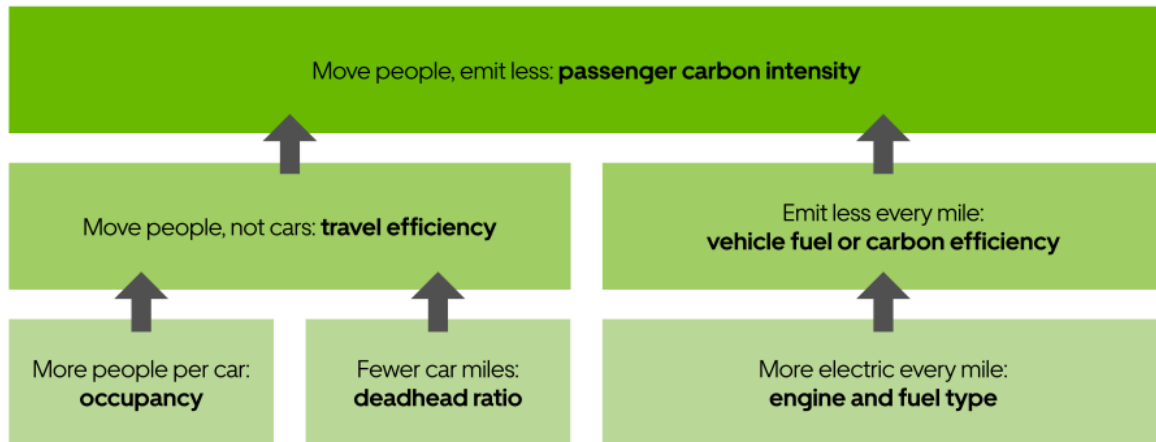 Move people, emit less: passenger carbon intensity
Move people, not cars: travel efficiency
Emit less every mile:
vehicle fuel or carbon efficiency
More people per car:
occupancy
Fewer car miles:
deadhead ratio
More electric every mile:
engine and fuel type